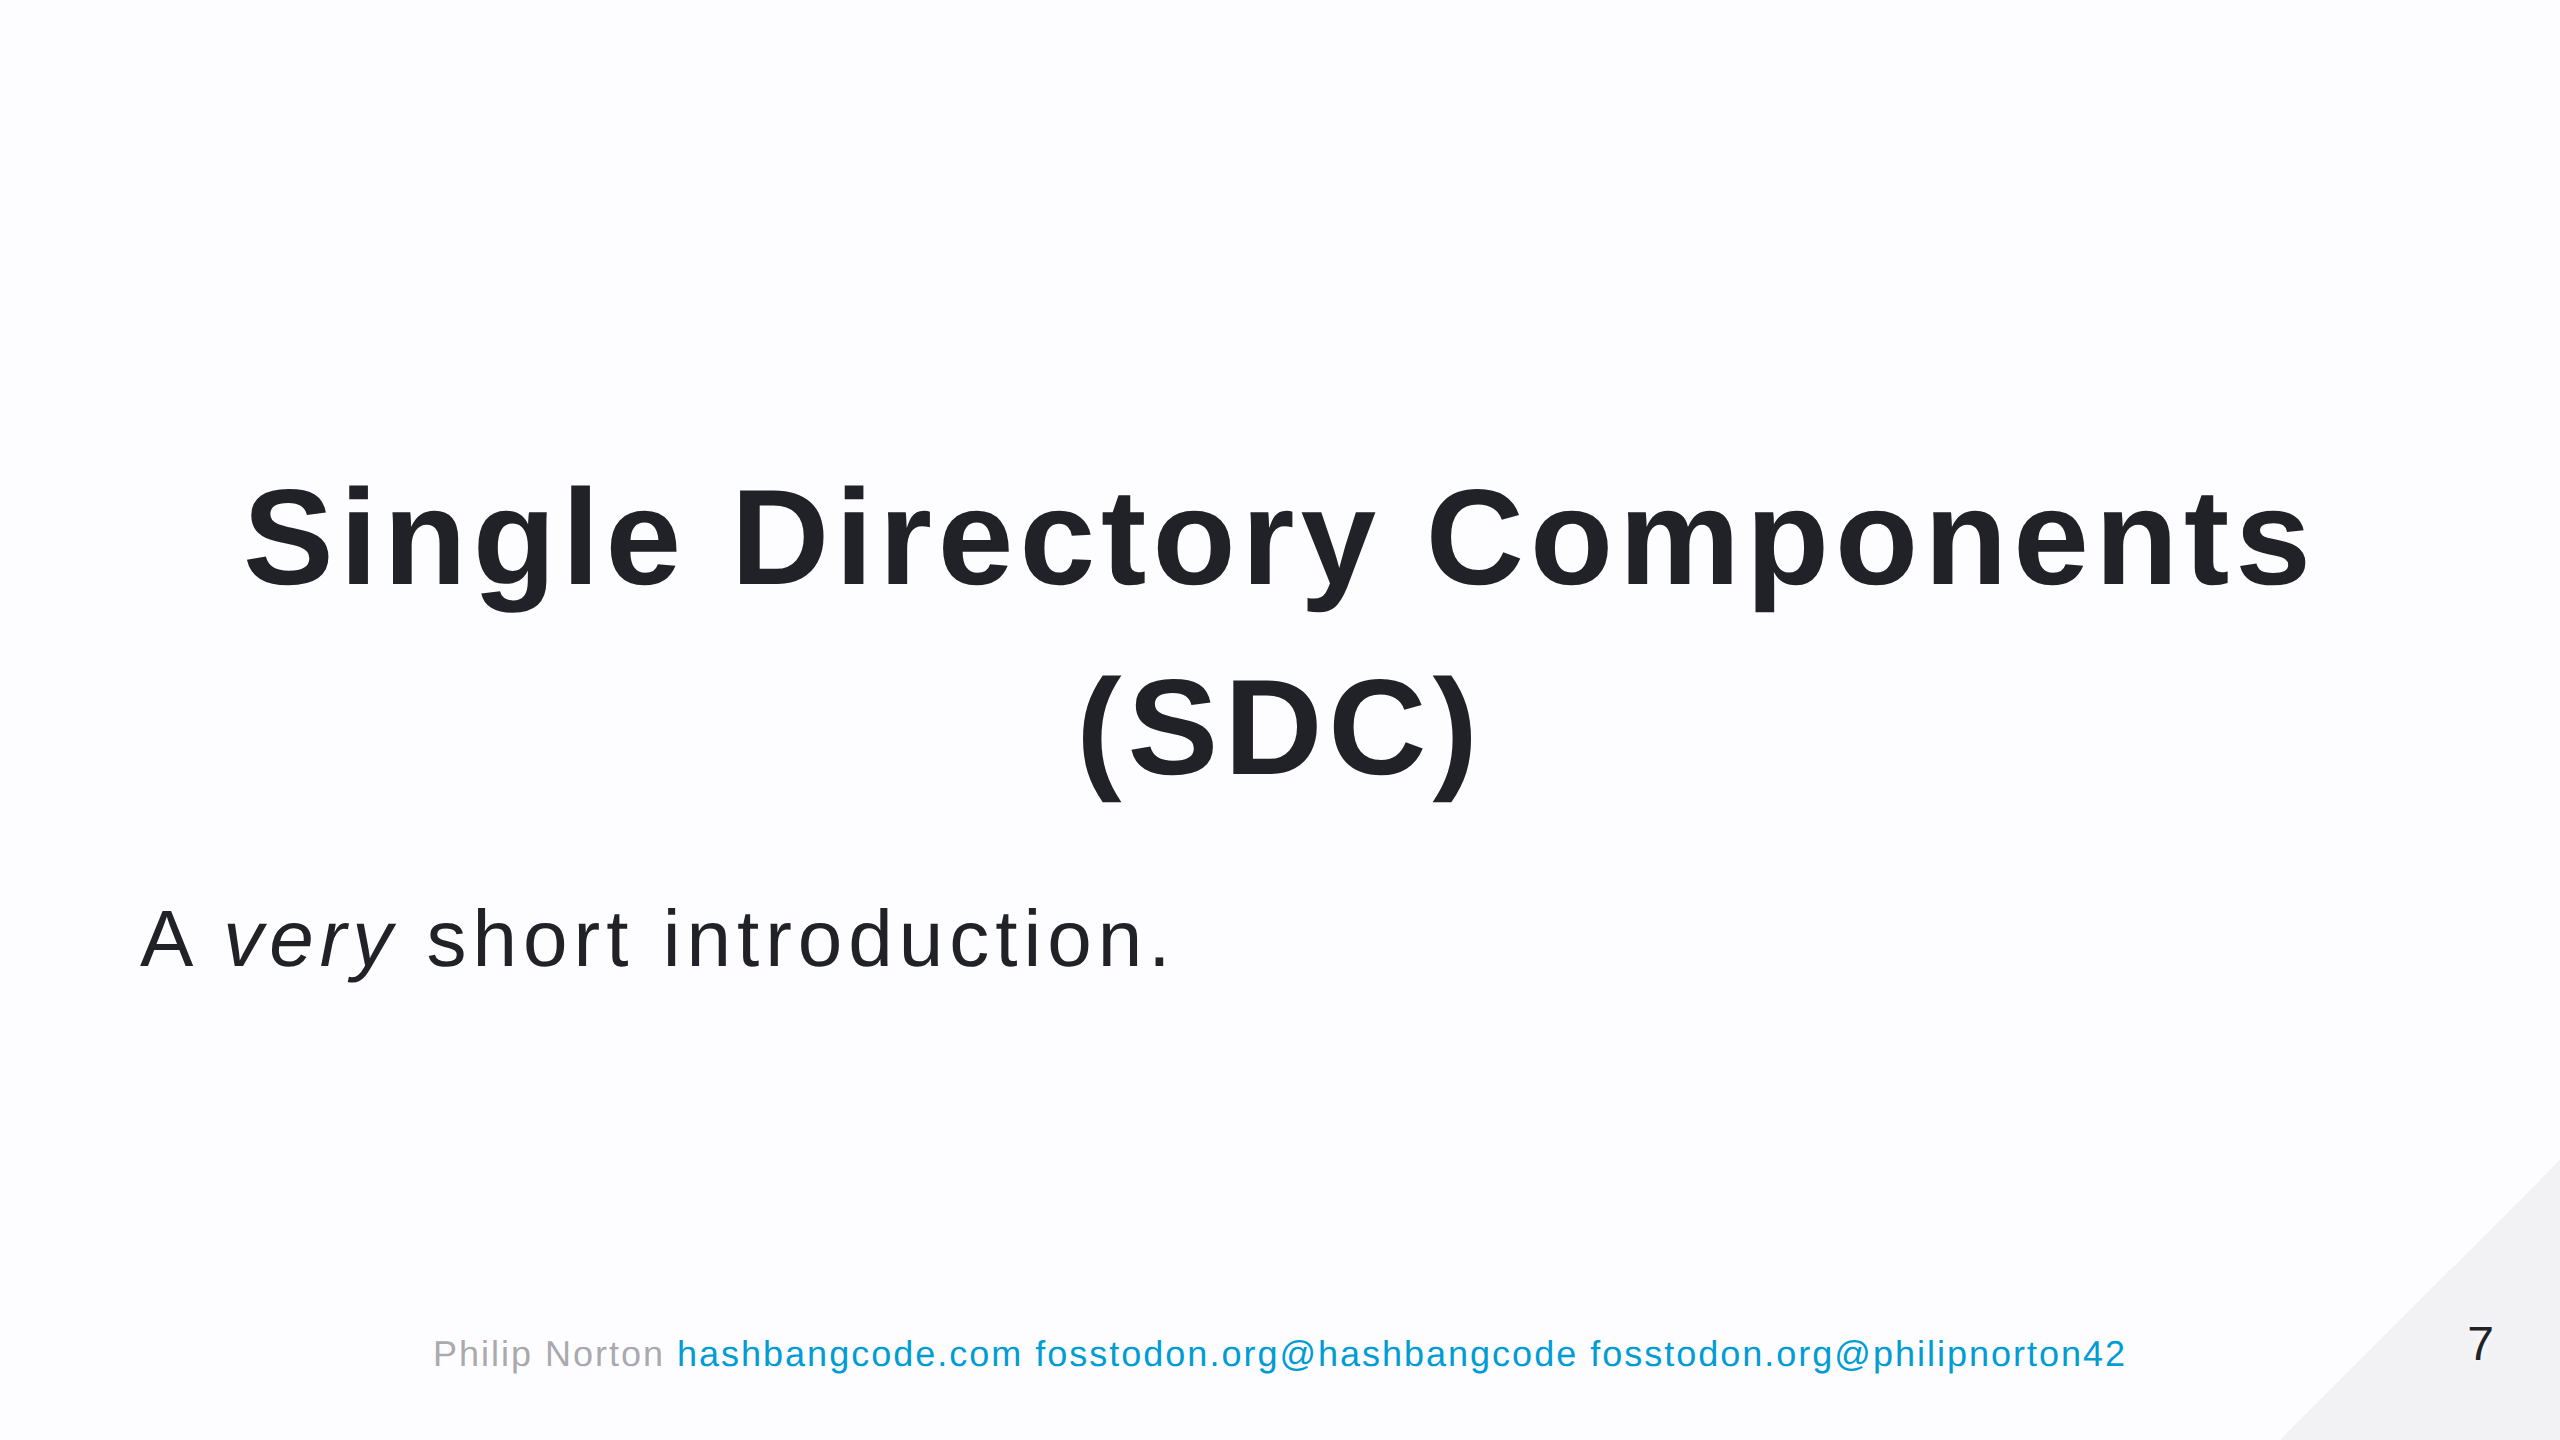 Single Directory Components
(SDC)
A very short introduction.
Philip Norton hashbangcode.com fosstodon.org@hashbangcode fosstodon.org@philipnorton42
7